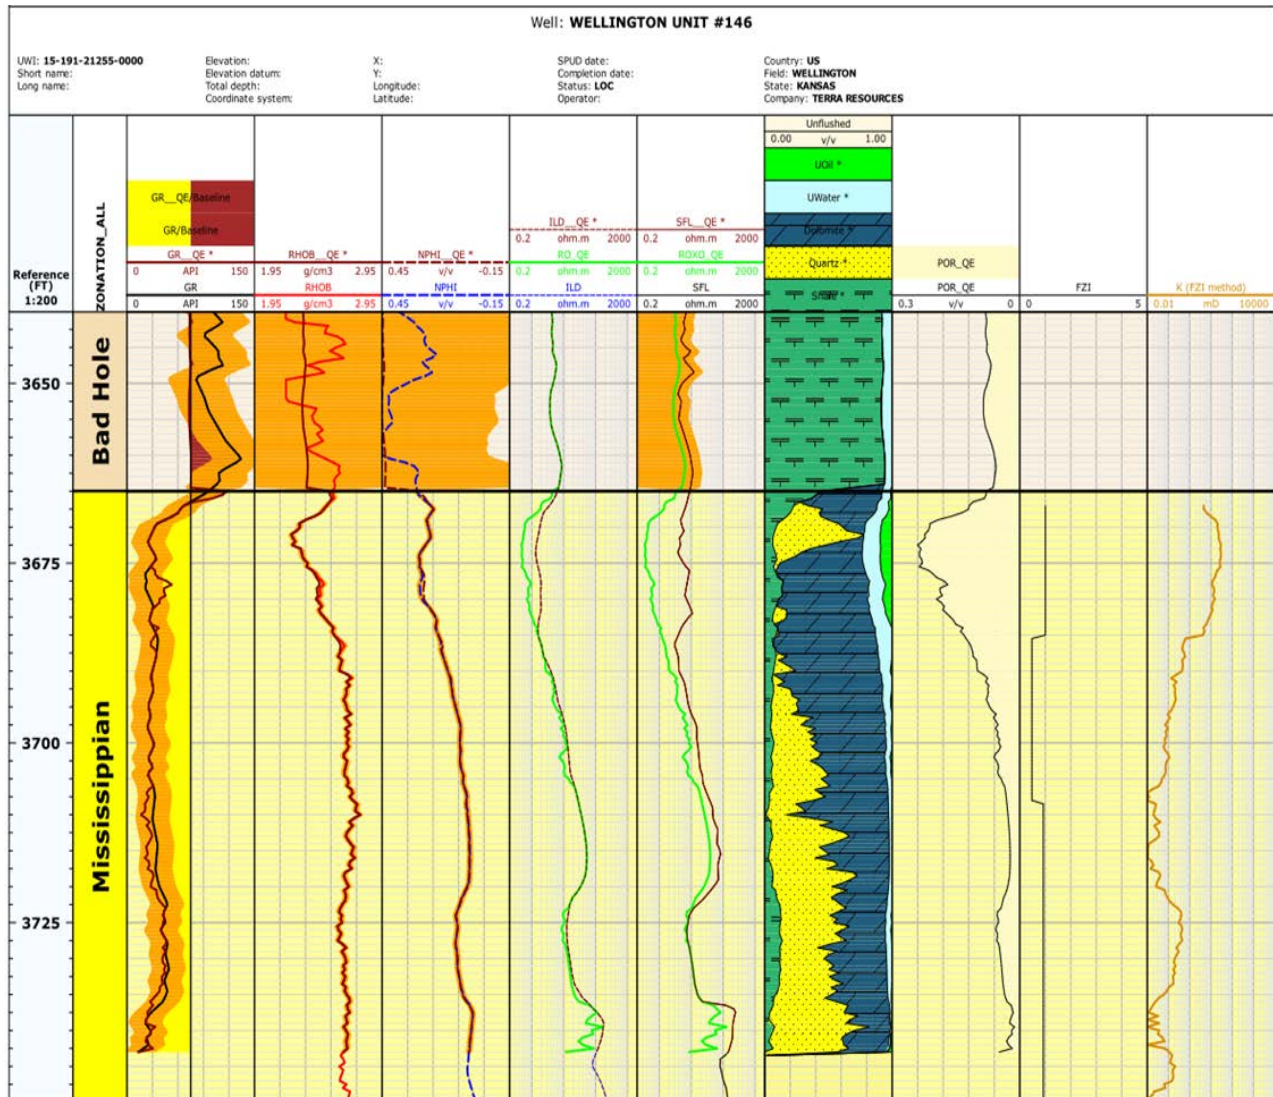 Well: WELLINGTON UNIT #146
UWI: 15-191-21255-0000 Elevation: X: SPUD date: Country: US
Short name: Elevation datum: Y: Completion date: Field: WELLINGTON
Long name: Total depth: Longitude: Status: LOC State: KANSAS
Coordinate system: Latitude: Operator: Company: TERRA RESOURCES
Unflushed
0.00 v/v 1.00
UOil *
GR__QE/Baseline UWater *
GR/Baseline ILD__QE * SFL__QE * Dolomite *
0.2 ohm.m 2000 0.2 ohm.m 2000
GR__QE * RHOB__QE * NPHI__QE * RO_QE ROXO_QE Quartz * POR_QE
0 API 150 1.95 g/cm3 2.95 0.45 v/v -0.15 0.2 ohm.m 2000 0.2 ohm.m 2000
GR RHOB NPHI ILD SFL Shale * POR_QE FZI K (FZI method)
0 API 150 1.95 g/cm3 2.95 0.45 v/v -0.15 0.2 ohm.m 2000 0.2 ohm.m 2000 0.3 v/v 0 0 5 0.01 mD 10000
Reference
(FT)
1:200
ZONATION_ALL
Bad Hole
3650
Mississippian
3675
3700
3725